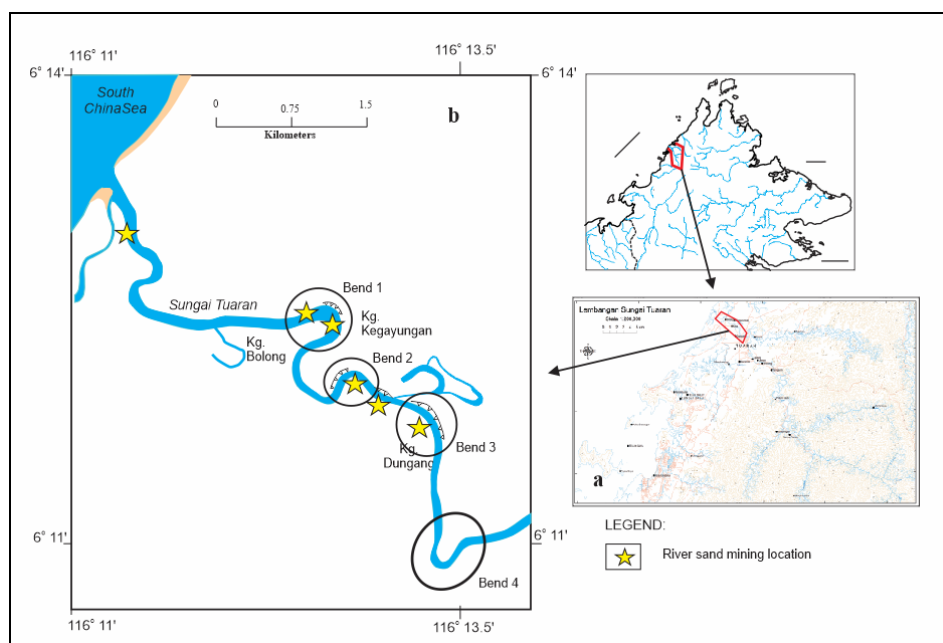 116° 11'
116° 13.5'
6° 14'
6° 14'
South
ChinaSea
0
0.75
1.5
Kilometers
b
Sungai Tuaran
Bend 1
Kg.
Kegayungan
Kg.
Bolong
Bend 2
Bend 3
Kg.
Dungang
6° 11'
6° 11'
Bend 4
116° 11'
116° 13.5'
Lembangan Sungai Tuaran
a
LEGEND:
River sand mining location